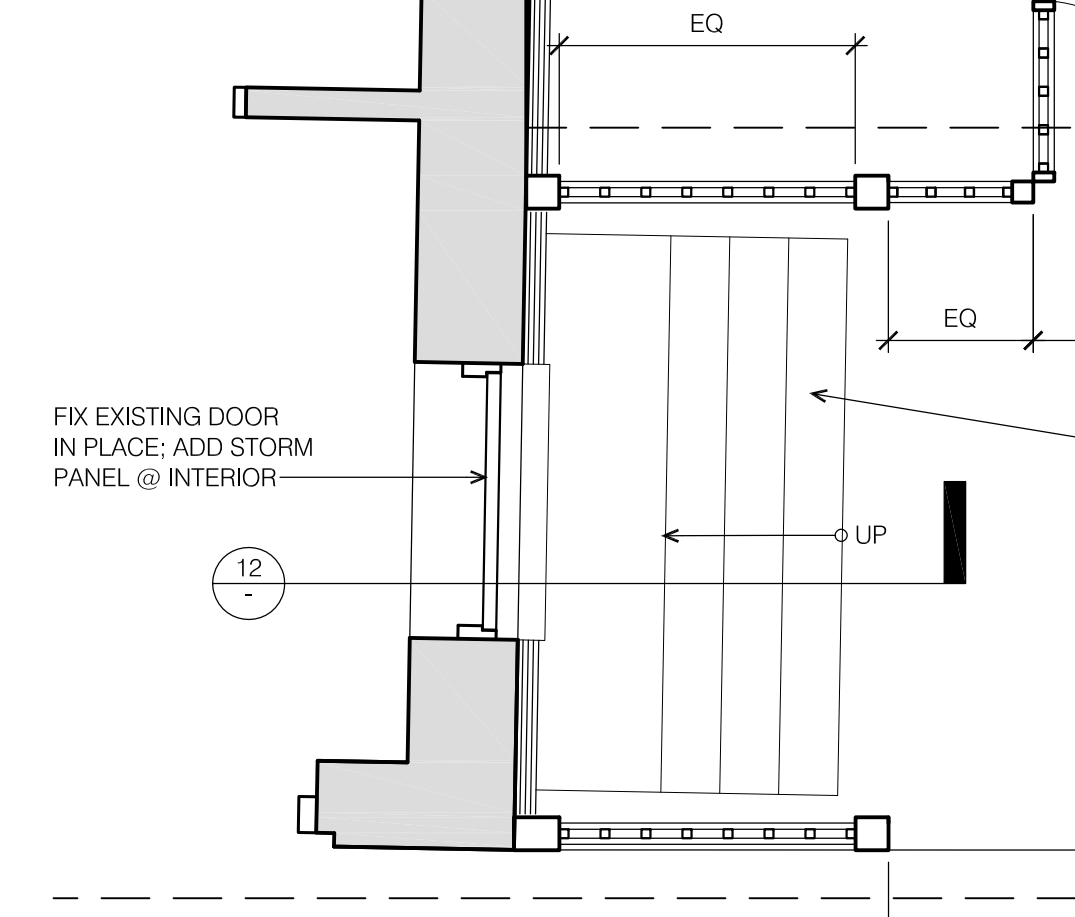 EQ
EQ
FIX EXISTING DOOR
IN PLACE; ADD STORM
PANEL @ INTERIOR
UP
12
-